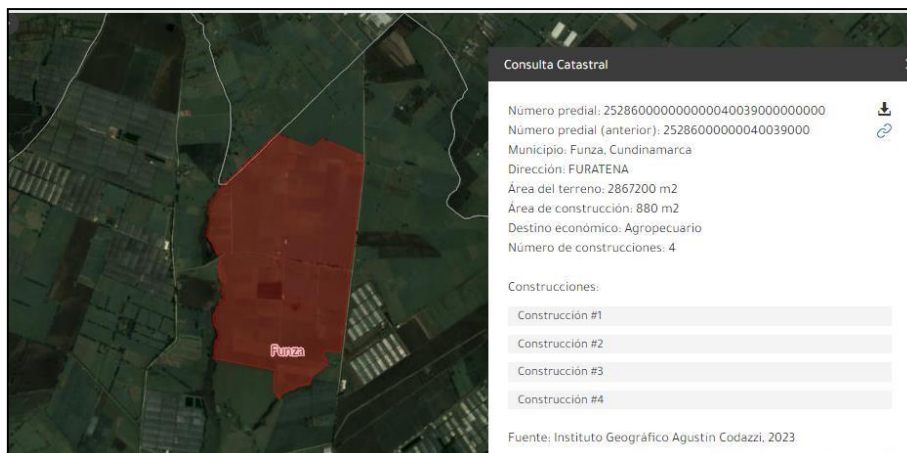 Consulta Catastral
Número predial: 252860000000000040039000000000
Número predial (anterior): 25286000000040039000
Municipio: Funza, Cundinamarca
Dirección: FURATENA
Área del terreno: 2867200 m2
Área de construcción: 880 m2
Destino económico: Agropecuario
Número de construcciones: 4
Construcciones:
Construcción #1
Construcción #2
Construcción #3
Construcción #4
Fuente: Instituto Geográfico Agustín Codazzi, 2023
Funza